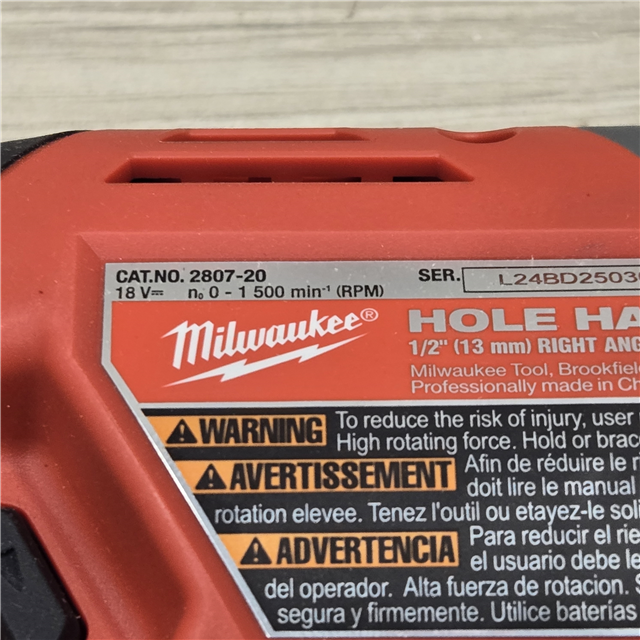 CAT.NO. 2807-20 SER.
18 V⎓ n₀ 0 - 1 500 min⁻¹ (RPM) L24BD2503
Milwaukee®
HOLE HA
1/2" (13 mm) RIGHT ANG
Milwaukee Tool, Brookfiel
Professionally made in Ch
⚠WARNING To reduce the risk of injury, user
High rotating force. Hold or brac
⚠AVERTISSEMENT Afin de réduire le r
doit lire le manuel
rotation elevee. Tenez l'outil ou etayez-le soli
⚠ADVERTENCIA Para reducir el rie
el usuario debe le
del operador. Alta fuerza de rotacion. S
segura y firmemente. Utilice baterías